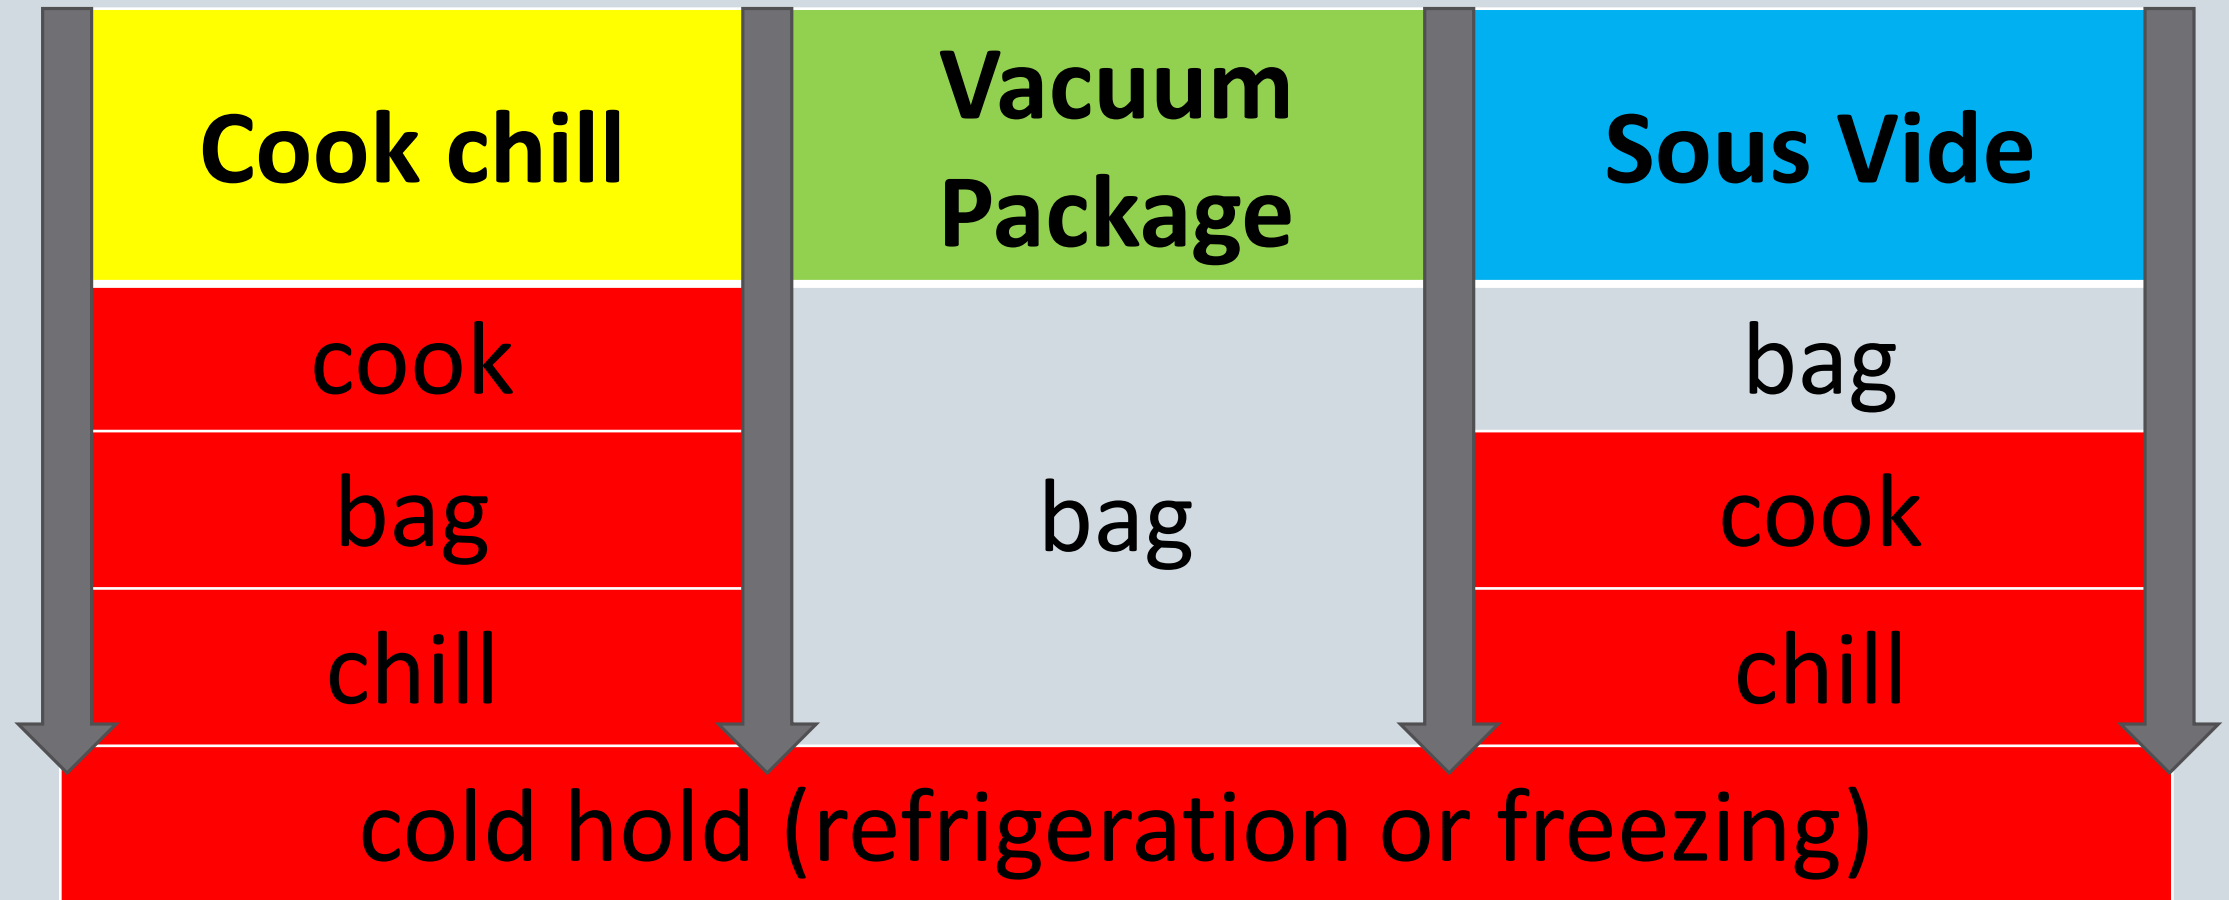 Cook chill
Vacuum
Package
Sous Vide
cook
bag
chill
bag
bag
cook
chill
cold hold (refrigeration or freezing)